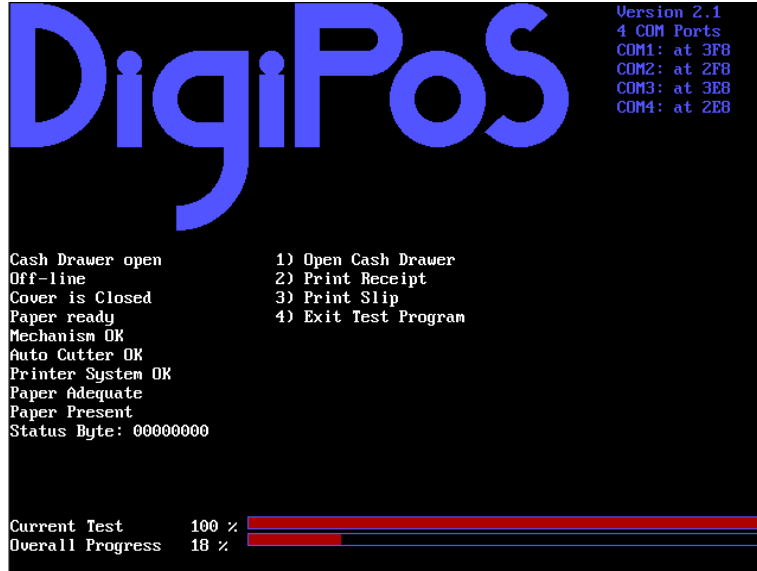 DigiPoS
Version 2.1
4 COM Ports
COM1: at 3F8
COM2: at 2F8
COM3: at 3E8
COM4: at 2E8
Cash Drawer open
Off-line
Cover is Closed
Paper ready
Mechanism OK
Auto Cutter OK
Printer System OK
Paper Adequate
Paper Present
Status Byte: 00000000
1) Open Cash Drawer
2) Print Receipt
3) Print Slip
4) Exit Test Program
Current Test 100 %
Overall Progress 18 %